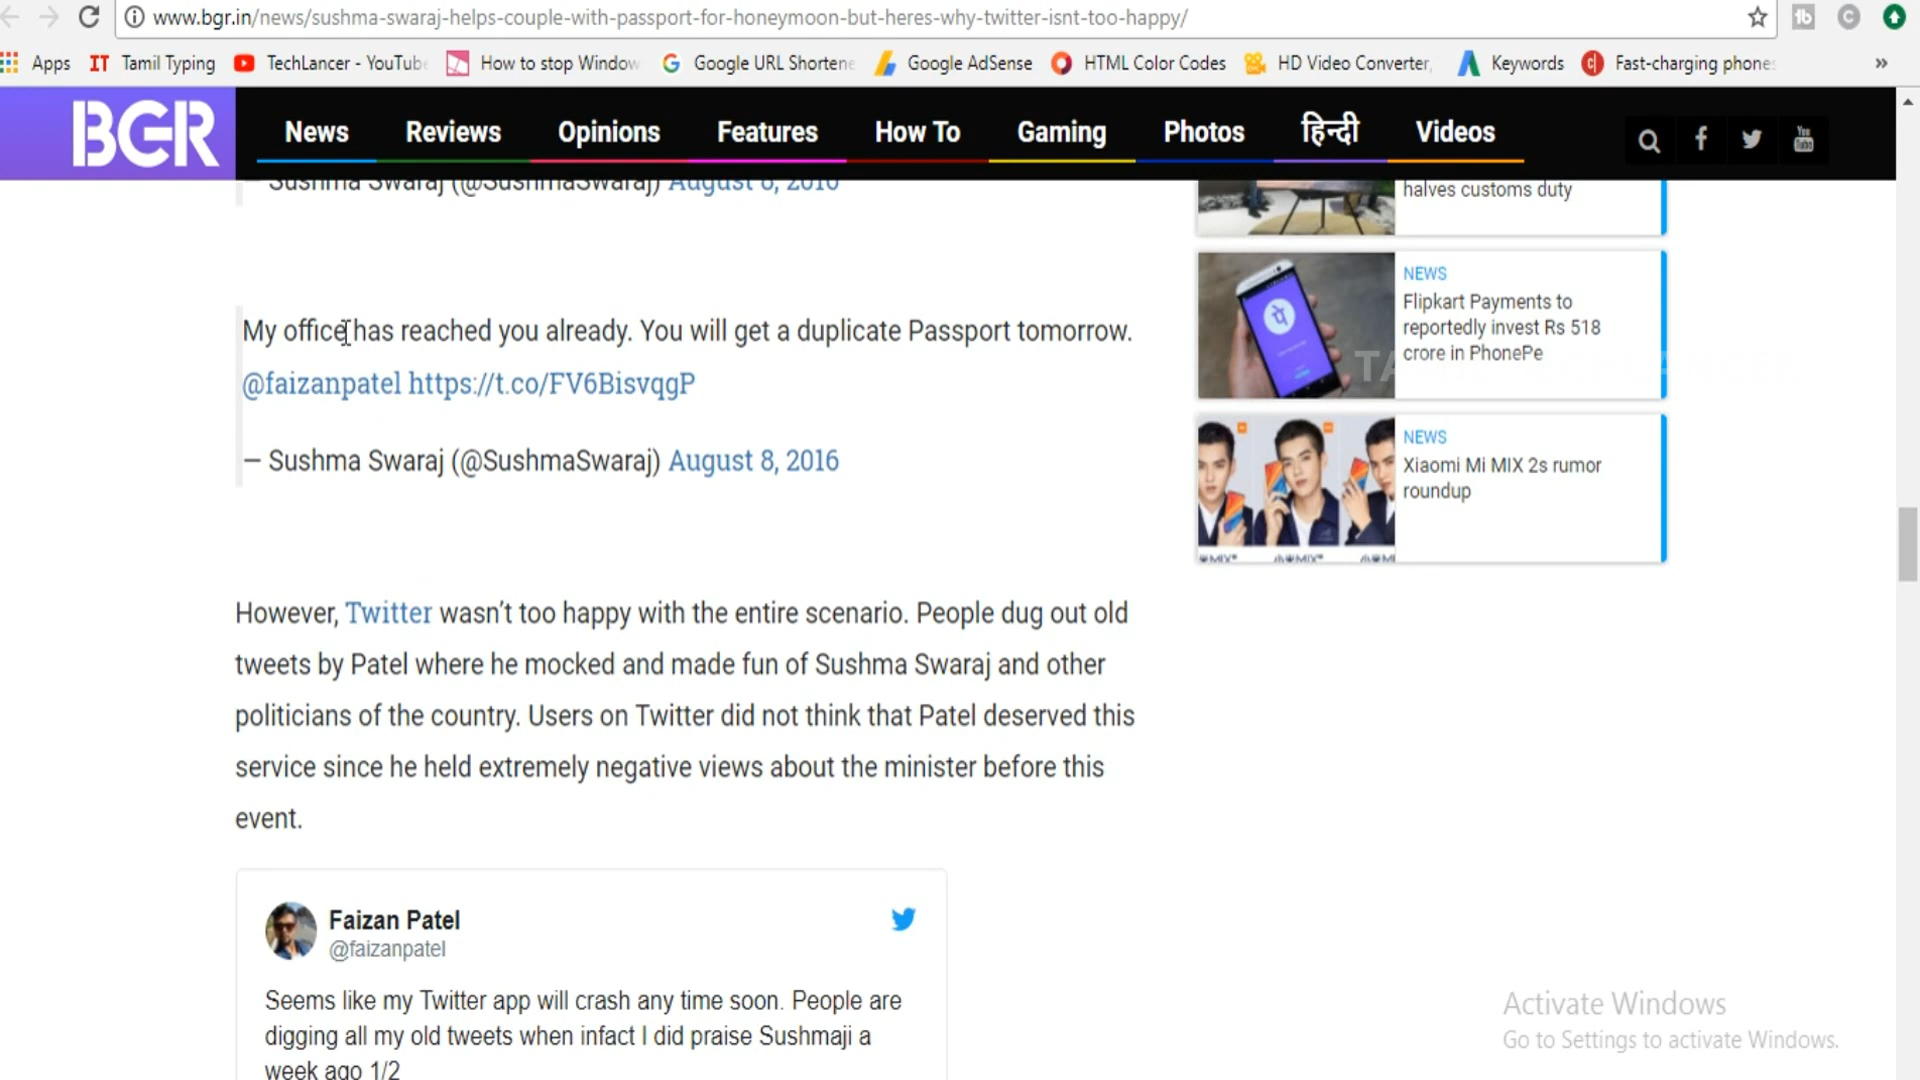 www.bgr.in/news/sushma-swaraj-helps-couple-with-passport-for-honeymoon-but-heres-why-twitter-isnt-too-happy/
Apps IT Tamil Typing TechLancer - YouTube How to stop Window Google URL Shortene Google AdSense HTML Color Codes HD Video Converter, Keywords Fast-charging phone »
BGR News Reviews Opinions Features How To Gaming Photos हिन्दी Videos
— Sushma Swaraj (@SushmaSwaraj) August 8, 2016
halves customs duty
My office has reached you already. You will get a duplicate Passport tomorrow.
@faizanpatel https://t.co/FV6BisvqgP
— Sushma Swaraj (@SushmaSwaraj) August 8, 2016
NEWS
Flipkart Payments to
reportedly invest Rs 518
crore in PhonePe
NEWS
Xiaomi Mi MIX 2s rumor
roundup
However, Twitter wasn't too happy with the entire scenario. People dug out old
tweets by Patel where he mocked and made fun of Sushma Swaraj and other
politicians of the country. Users on Twitter did not think that Patel deserved this
service since he held extremely negative views about the minister before this
event.
Faizan Patel
@faizanpatel
Seems like my Twitter app will crash any time soon. People are
digging all my old tweets when infact I did praise Sushmaji a
week ago 1/2
Activate Windows
Go to Settings to activate Windows.